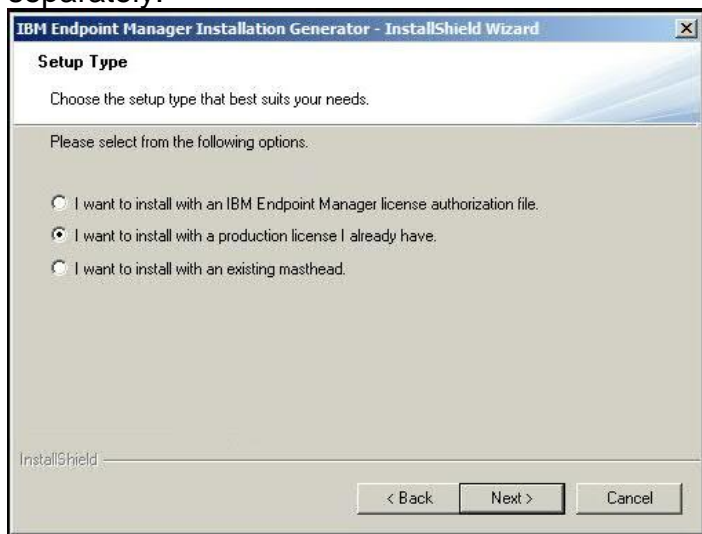 separately.
IBM Endpoint Manager Installation Generator - InstallShield Wizard
Setup Type
Choose the setup type that best suits your needs.
Please select from the following options.
I want to install with an IBM Endpoint Manager license authorization file.
I want to install with a production license I already have.
I want to install with an existing masthead.
InstallShield
< Back Next > Cancel